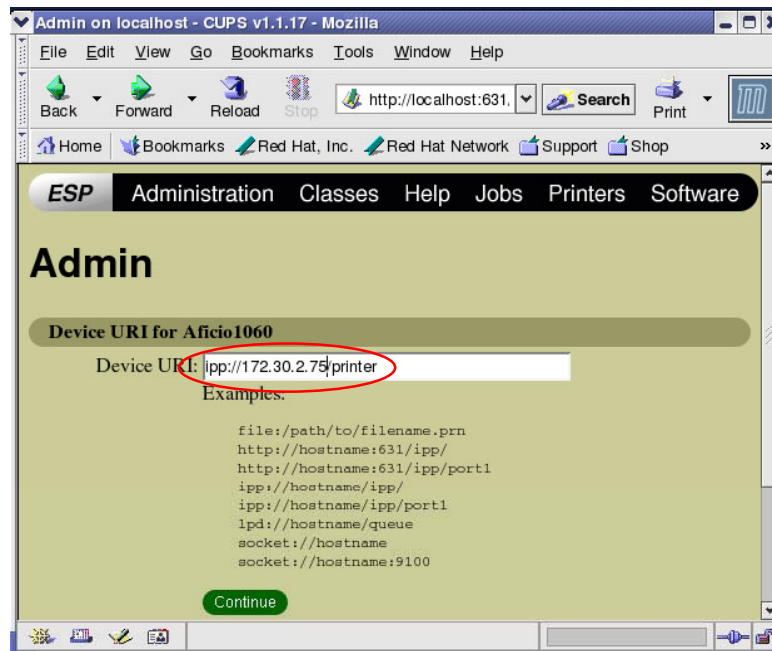 Admin on localhost - CUPS v1.1.17 - Mozilla
File Edit View Go Bookmarks Tools Window Help
Back Forward Reload Stop http://localhost:631, Search Print
Home Bookmarks Red Hat, Inc. Red Hat Network Support Shop »
ESP Administration Classes Help Jobs Printers Software
Admin
Device URI for Aficio1060
Device URI: ipp://172.30.2.75/printer
Examples:
file:/path/to/filename.prn
http://hostname:631/ipp/
http://hostname:631/ipp/port1
ipp://hostname/ipp/
ipp://hostname/ipp/port1
lpd://hostname/queue
socket://hostname
socket://hostname:9100
Continue